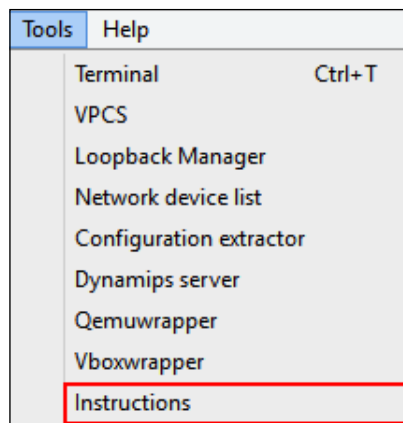 Tools Help
Terminal Ctrl+T
VPCS
Loopback Manager
Network device list
Configuration extractor
Dynamips server
Qemuwrapper
Vboxwrapper
Instructions